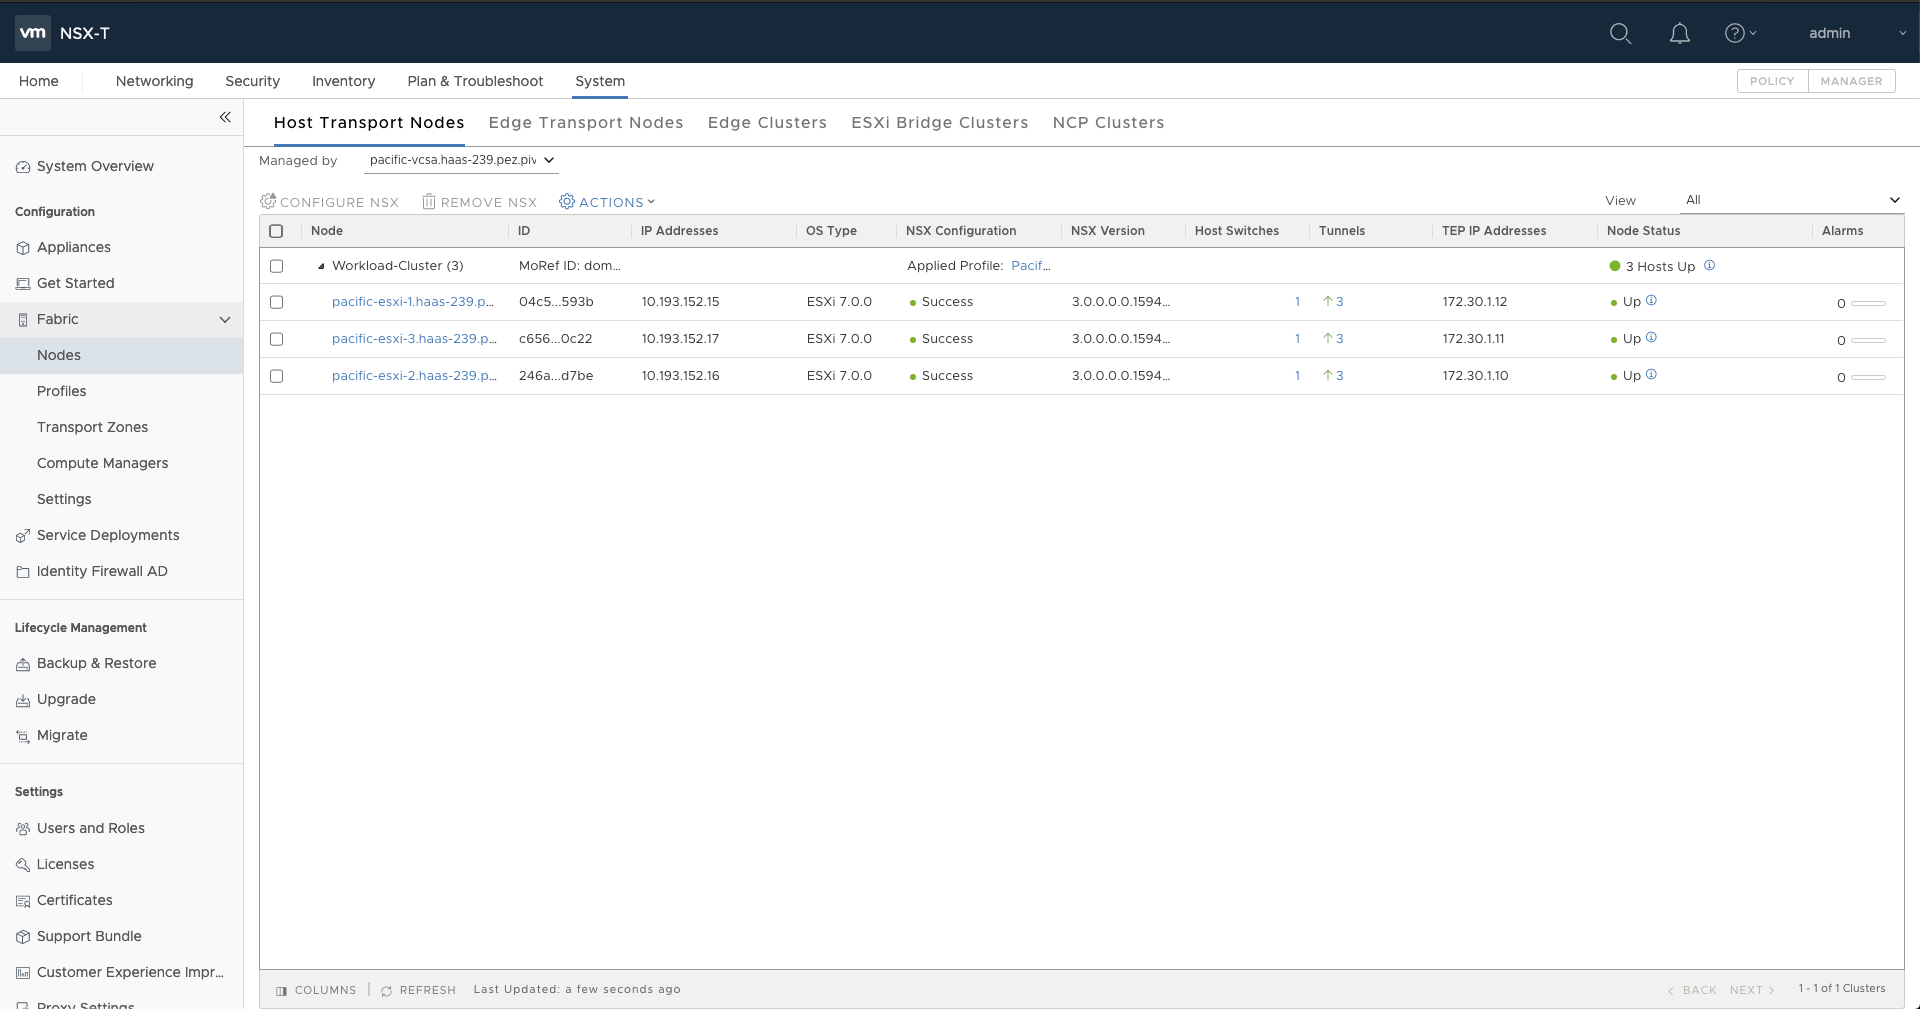 vm NSX-T admin
Home Networking Security Inventory Plan & Troubleshoot System POLICY MANAGER
Host Transport Nodes Edge Transport Nodes Edge Clusters ESXi Bridge Clusters NCP Clusters
Managed by pacific-vcsa.haas-239.pez.piv
CONFIGURE NSX REMOVE NSX ACTIONS View All
Node ID IP Addresses OS Type NSX Configuration NSX Version Host Switches Tunnels TEP IP Addresses Node Status Alarms
Workload-Cluster (3) MoRef ID: dom... Applied Profile: Pacif... 3 Hosts Up
pacific-esxi-1.haas-239.p... 04c5...593b 10.193.152.15 ESXi 7.0.0 Success 3.0.0.0.0.1594... 1 3 172.30.1.12 Up 0
pacific-esxi-3.haas-239.p... c656...0c22 10.193.152.17 ESXi 7.0.0 Success 3.0.0.0.0.1594... 1 3 172.30.1.11 Up 0
pacific-esxi-2.haas-239.p... 246a...d7be 10.193.152.16 ESXi 7.0.0 Success 3.0.0.0.0.1594... 1 3 172.30.1.10 Up 0
System Overview
Configuration
Appliances
Get Started
Fabric
Nodes
Profiles
Transport Zones
Compute Managers
Settings
Service Deployments
Identity Firewall AD
Lifecycle Management
Backup & Restore
Upgrade
Migrate
Settings
Users and Roles
Licenses
Certificates
Support Bundle
Customer Experience Impr...
Proxy Settings
COLUMNS REFRESH Last Updated: a few seconds ago BACK NEXT 1 - 1 of 1 Clusters